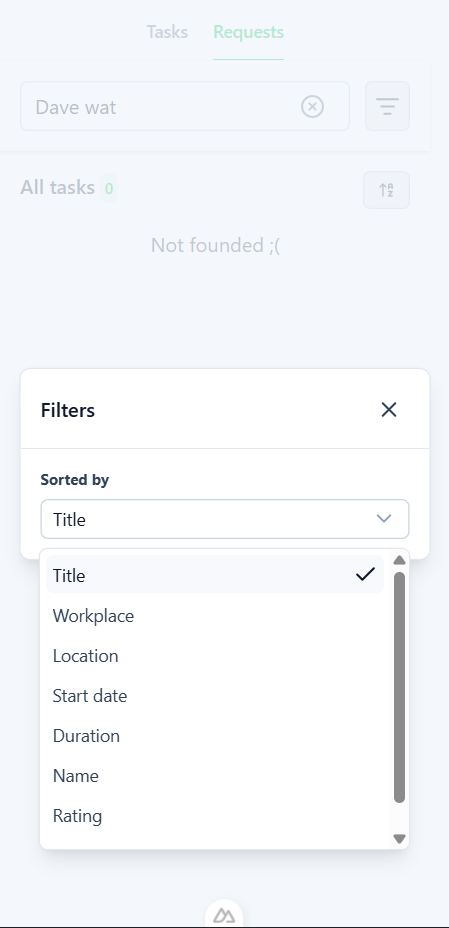 Tasks Requests
Dave wat
All tasks 0
Not founded ;(
Filters
Sorted by
Title
Title
Workplace
Location
Start date
Duration
Name
Rating